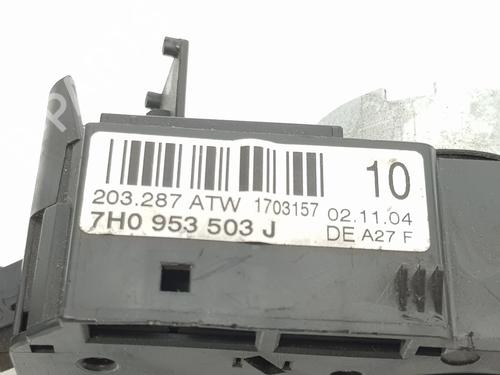 10
203.287 ATW 1703157 02.11.04
7H0 953 503 J DE A27 F